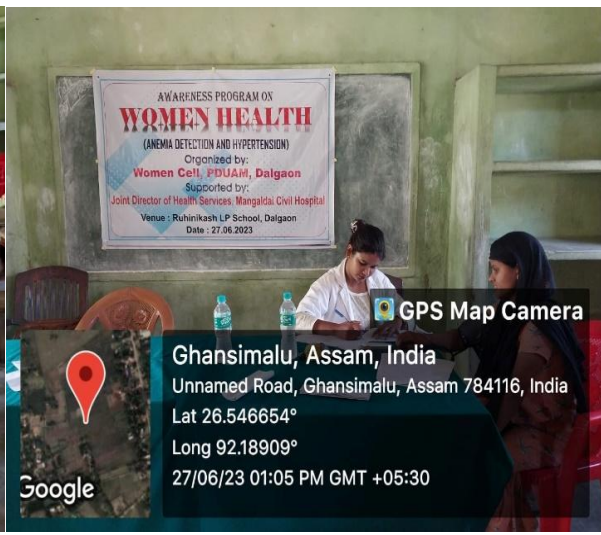 AWARENESS PROGRAM ON
WOMEN HEALTH
(ANEMIA DETECTION AND HYPERTENSION)
Organized by:
Women Cell, PDUAM, Dalgaon
Supported by:
Joint Director of Health Services, Mangaldai Civil Hospital
Venue : Ruhinikash LP School, Dalgaon
Date : 27.06.2023
GPS Map Camera
Ghansimalu, Assam, India
Unnamed Road, Ghansimalu, Assam 784116, India
Lat 26.546654°
Long 92.18909°
27/06/23 01:05 PM GMT +05:30
Google